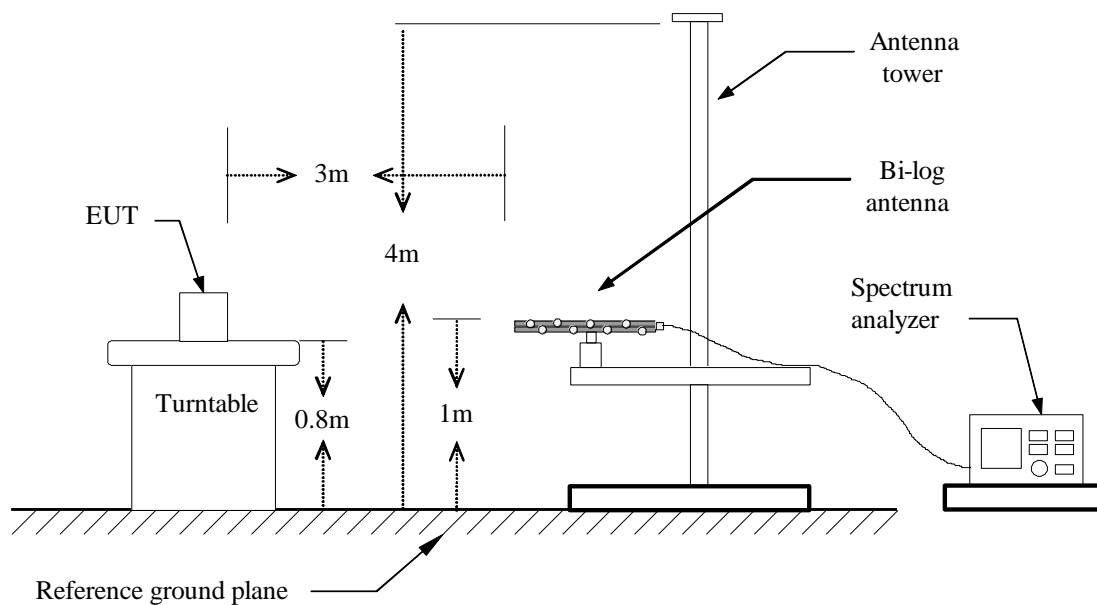 Antenna
tower
3m
Bi-log
antenna
EUT
4m
Spectrum
analyzer
Turntable
0.8m
1m
Reference ground plane